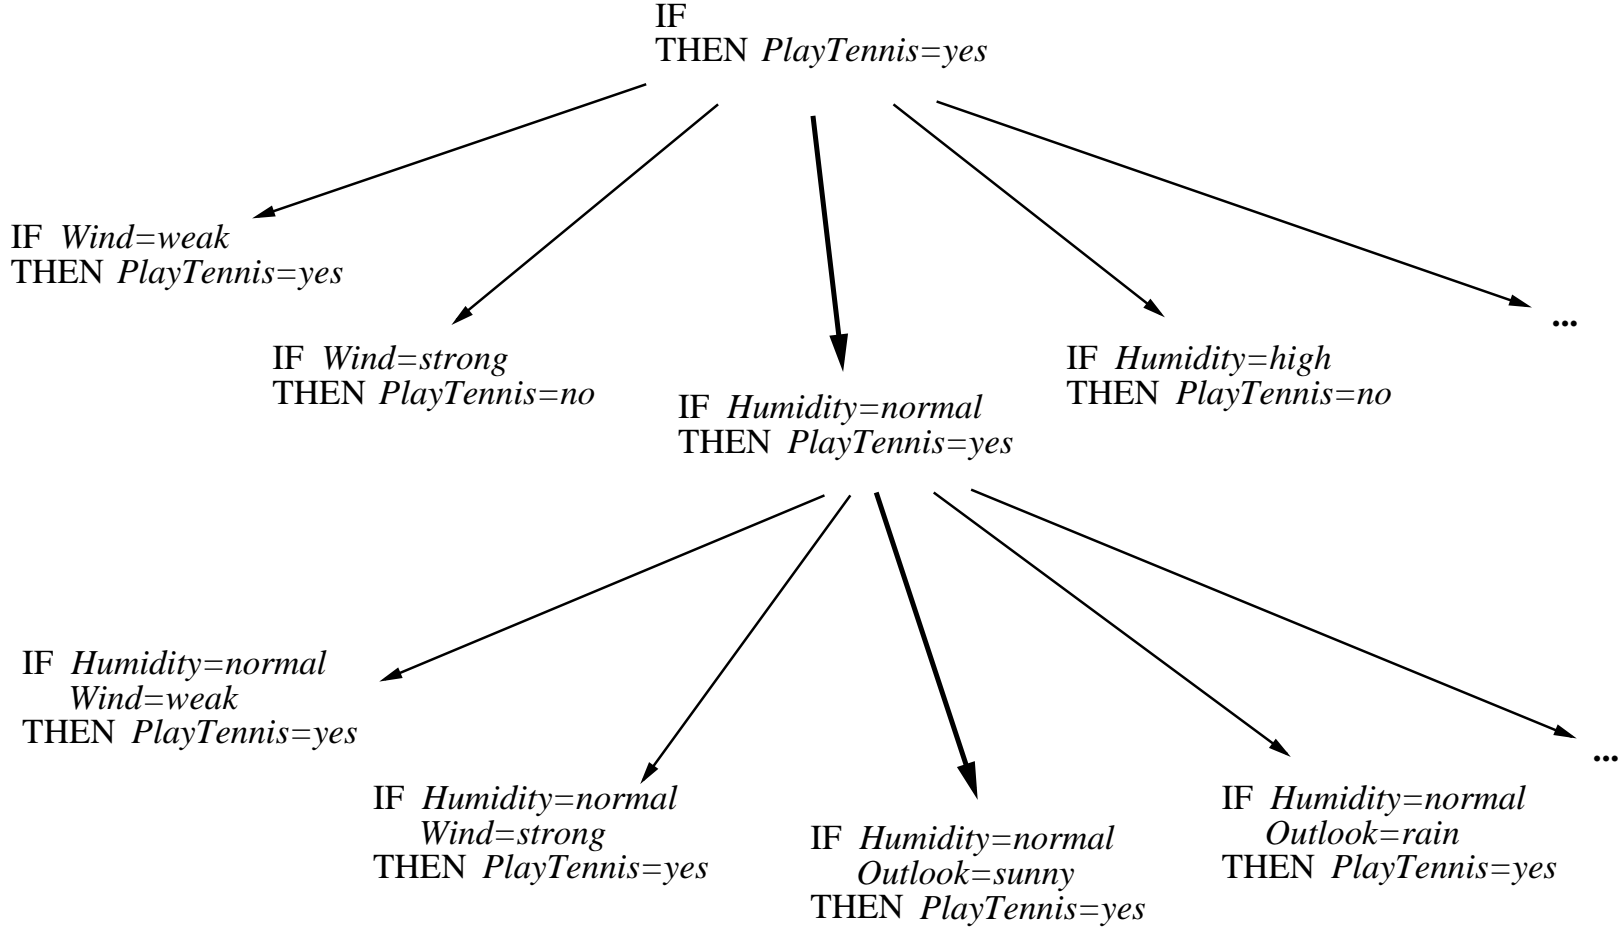 IF
THEN PlayTennis=yes
IF Wind=weak
THEN PlayTennis=yes
...
IF Wind=strong
THEN PlayTennis=no
IF Humidity=normal
THEN PlayTennis=yes
IF Humidity=high
THEN PlayTennis=no
IF Humidity=normal
Wind=weak
THEN PlayTennis=yes
...
IF Humidity=normal
Wind=strong
THEN PlayTennis=yes
IF Humidity=normal
Outlook=sunny
THEN PlayTennis=yes
IF Humidity=normal
Outlook=rain
THEN PlayTennis=yes